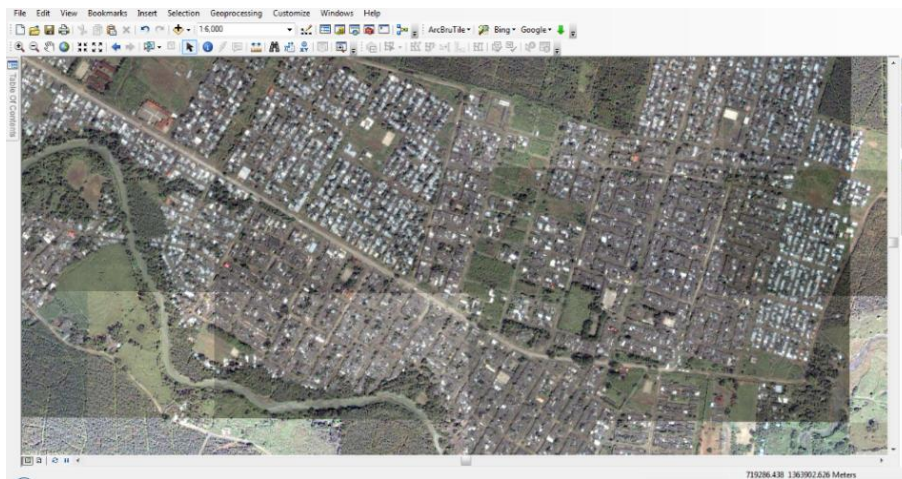 File Edit View Bookmarks Insert Selection Geoprocessing Customize Windows Help
1:6,000 ArcBruTile Bing Google
Table Of Contents
719286.438 1363902.626 Meters